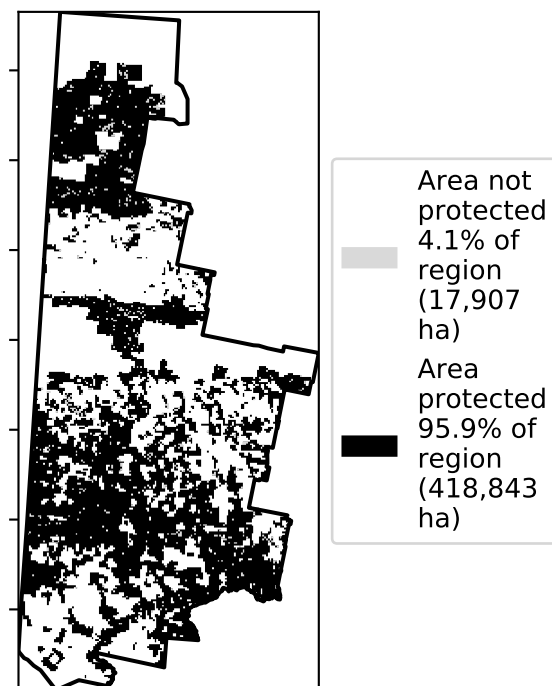 Area not
protected
4.1% of
region
(17,907
ha)
Area
protected
95.9% of
region
(418,843
ha)